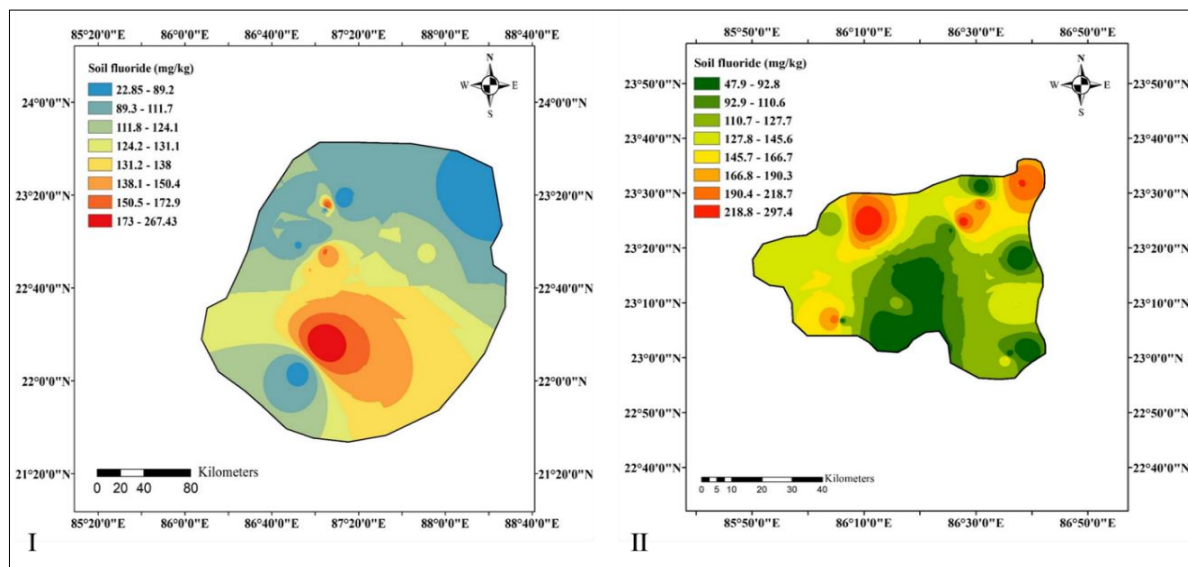 85°20'0"E 86°0'0"E 86°40'0"E 87°20'0"E 88°0'0"E 88°40'0"E
Soil fluoride (mg/kg)
22.85 - 89.2
89.3 - 111.7
111.8 - 124.1
124.2 - 131.1
131.2 - 138
138.1 - 150.4
150.5 - 172.9
173 - 267.43
N
W E
S
24°0'0"N
23°20'0"N
22°40'0"N
22°0'0"N
21°20'0"N
24°0'0"N
23°20'0"N
22°40'0"N
22°0'0"N
21°20'0"N
Kilometers
0 20 40 80
85°20'0"E 86°0'0"E 86°40'0"E 87°20'0"E 88°0'0"E 88°40'0"E
I
85°50'0"E 86°10'0"E 86°30'0"E 86°50'0"E
Soil fluoride (mg/kg)
47.9 - 92.8
92.9 - 110.6
110.7 - 127.7
127.8 - 145.6
145.7 - 166.7
166.8 - 190.3
190.4 - 218.7
218.8 - 297.4
N
W E
S
23°50'0"N
23°40'0"N
23°30'0"N
23°20'0"N
23°10'0"N
23°0'0"N
22°50'0"N
22°40'0"N
23°50'0"N
23°40'0"N
23°30'0"N
23°20'0"N
23°10'0"N
23°0'0"N
22°50'0"N
22°40'0"N
Kilometers
0 5 10 20 30 40
85°50'0"E 86°10'0"E 86°30'0"E 86°50'0"E
II